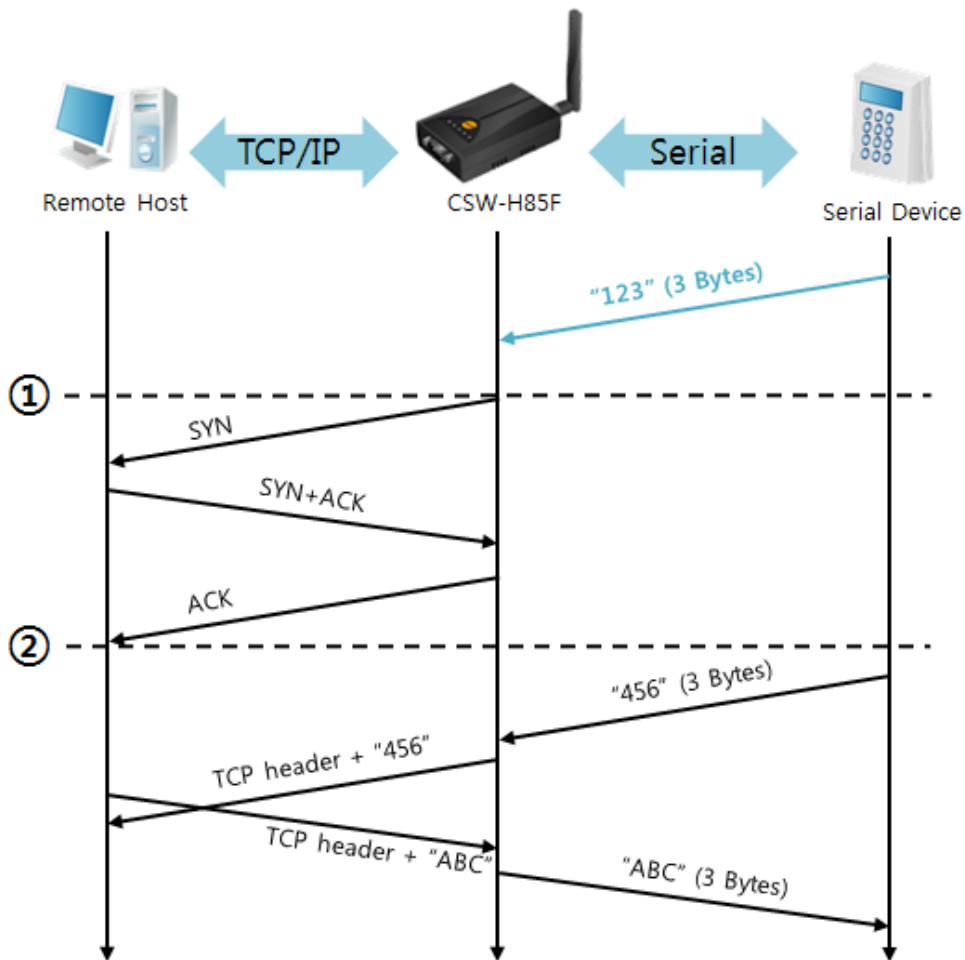 TCP/IP
Serial
Remote Host
CSW-H85F
Serial Device
"123" (3 Bytes)
①
SYN
SYN+ACK
ACK
②
"456" (3 Bytes)
TCP header + "456"
TCP header + "ABC"
"ABC" (3 Bytes)